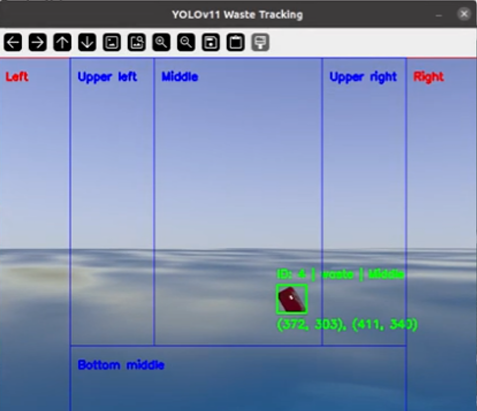 YOLOv11 Waste Tracking
Left
Upper left
Middle
Upper right
Right
ID: 4 | waste | Middle
(372, 303), (411, 340)
Bottom middle